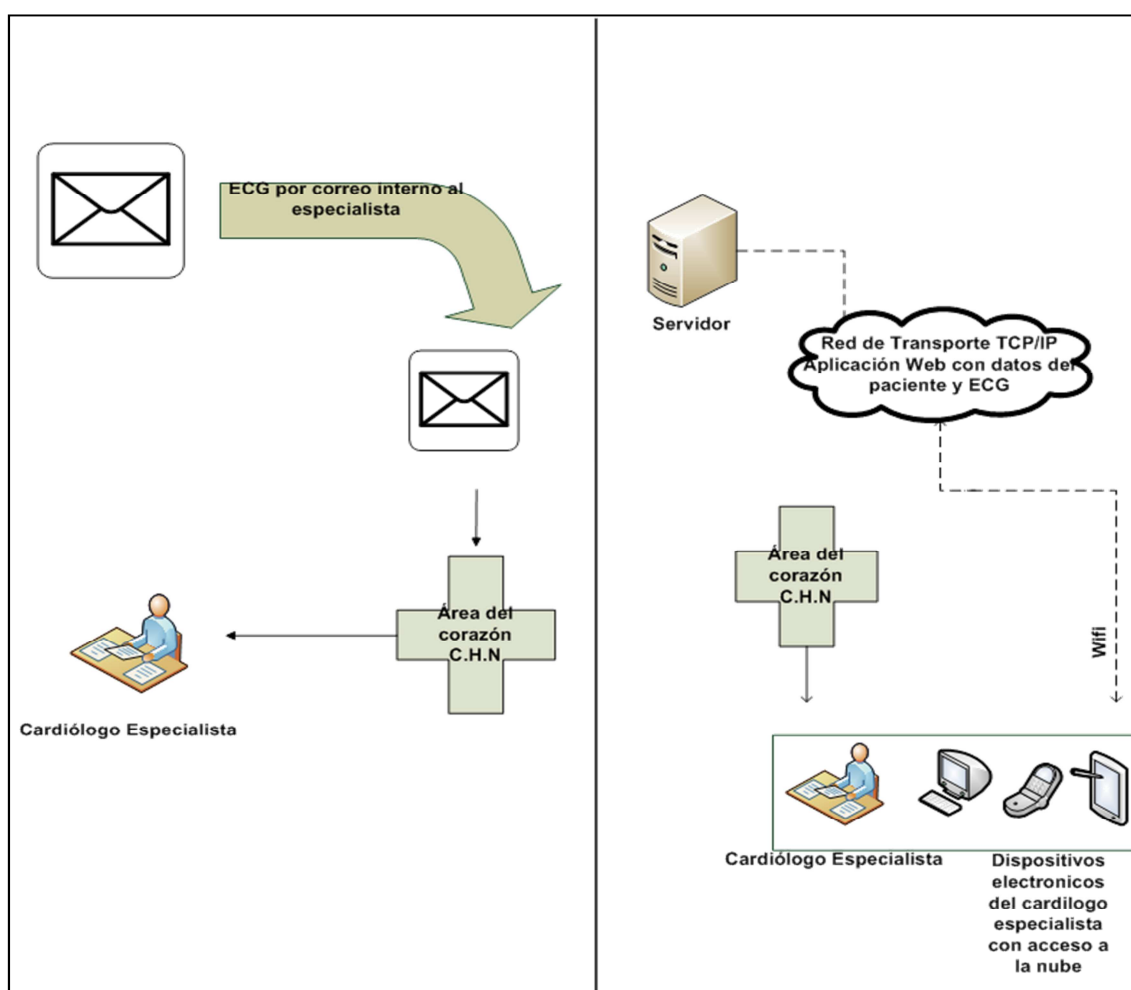 ECG por correo interno al
especialista
Área del
corazón
C.H.N
Cardiólogo Especialista
Servidor
Red de Transporte TCP/IP
Aplicación Web con datos del
paciente y ECG
Área del
corazón
C.H.N
Wifi
Cardiólogo Especialista
Dispositivos
electronicos
del cardilogo
especialista
con acceso a
la nube